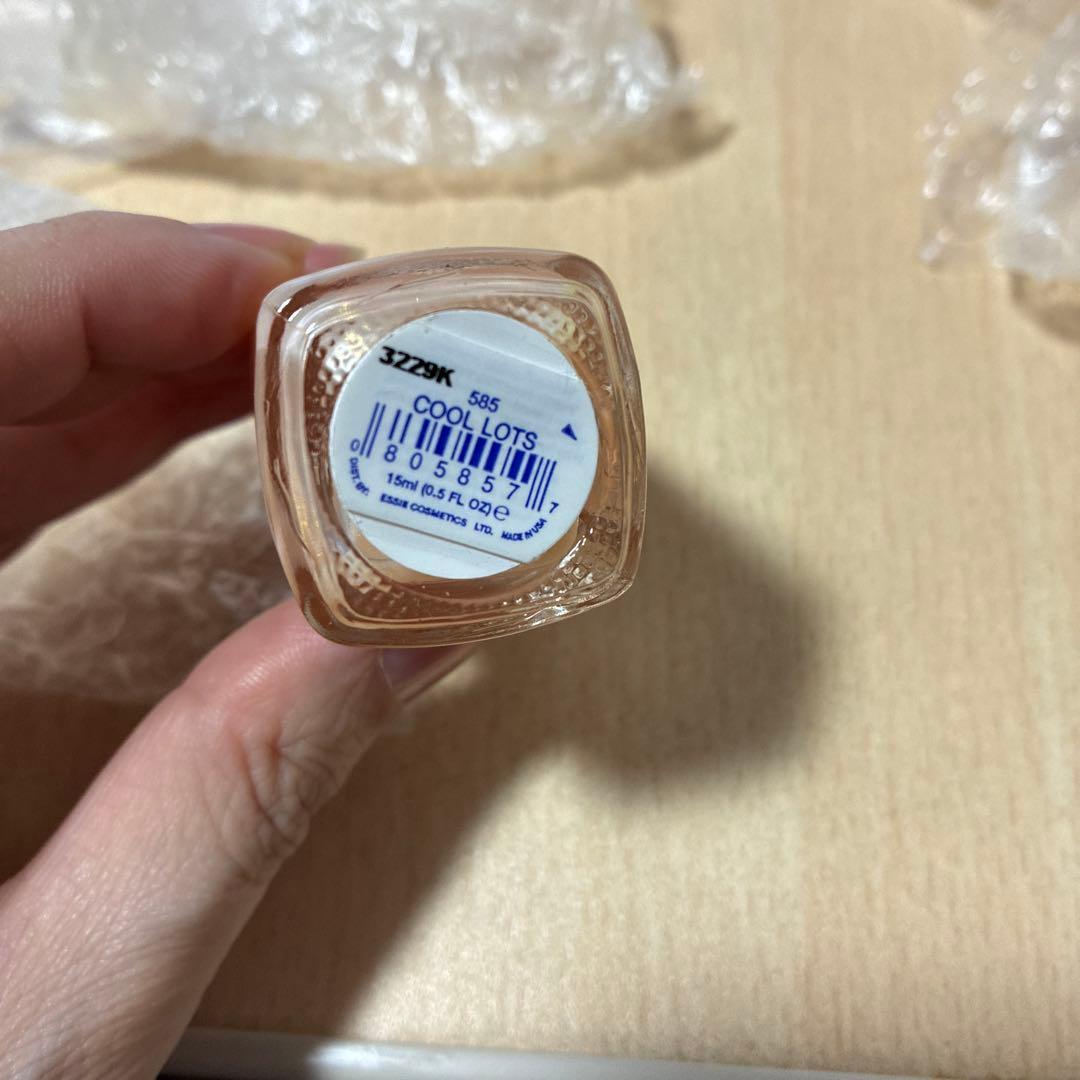 3229K
585
COOL LOTS
0 805857 7
15ml (0.5 FL OZ) e
DIST. BY: ESSIE COSMETICS LTD. MADE IN USA